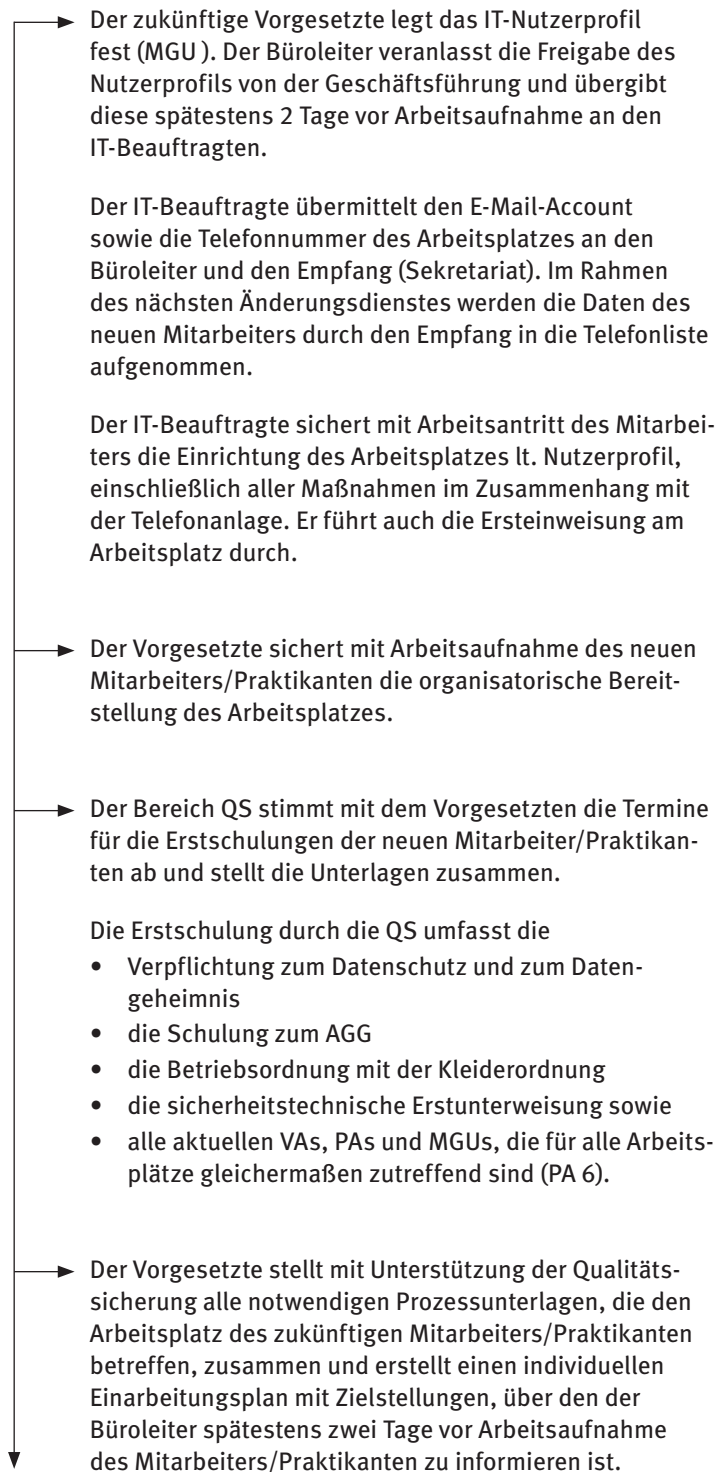 Der zukünftige Vorgesetzte legt das IT-Nutzerprofil
fest (MGU ). Der Büroleiter veranlasst die Freigabe des
Nutzerprofils von der Geschäftsführung und übergibt
diese spätestens 2 Tage vor Arbeitsaufnahme an den
IT-Beauftragten.
Der IT-Beauftragte übermittelt den E-Mail-Account
sowie die Telefonnummer des Arbeitsplatzes an den
Büroleiter und den Empfang (Sekretariat). Im Rahmen
des nächsten Änderungsdienstes werden die Daten des
neuen Mitarbeiters durch den Empfang in die Telefonliste
aufgenommen.
Der IT-Beauftragte sichert mit Arbeitsantritt des Mitarbei-
ters die Einrichtung des Arbeitsplatzes lt. Nutzerprofil,
einschließlich aller Maßnahmen im Zusammenhang mit
der Telefonanlage. Er führt auch die Ersteinweisung am
Arbeitsplatz durch.
Der Vorgesetzte sichert mit Arbeitsaufnahme des neuen
Mitarbeiters/Praktikanten die organisatorische Bereit-
stellung des Arbeitsplatzes.
Der Bereich QS stimmt mit dem Vorgesetzten die Termine
für die Erstschulungen der neuen Mitarbeiter/Praktikan-
ten ab und stellt die Unterlagen zusammen.
Die Erstschulung durch die QS umfasst die
• Verpflichtung zum Datenschutz und zum Daten-
geheimnis
• die Schulung zum AGG
• die Betriebsordnung mit der Kleiderordnung
• die sicherheitstechnische Erstunterweisung sowie
• alle aktuellen VAs, PAs und MGUs, die für alle Arbeits-
plätze gleichermaßen zutreffend sind (PA 6).
Der Vorgesetzte stellt mit Unterstützung der Qualitäts-
sicherung alle notwendigen Prozessunterlagen, die den
Arbeitsplatz des zukünftigen Mitarbeiters/Praktikanten
betreffen, zusammen und erstellt einen individuellen
Einarbeitungsplan mit Zielstellungen, über den der
Büroleiter spätestens zwei Tage vor Arbeitsaufnahme
des Mitarbeiters/Praktikanten zu informieren ist.